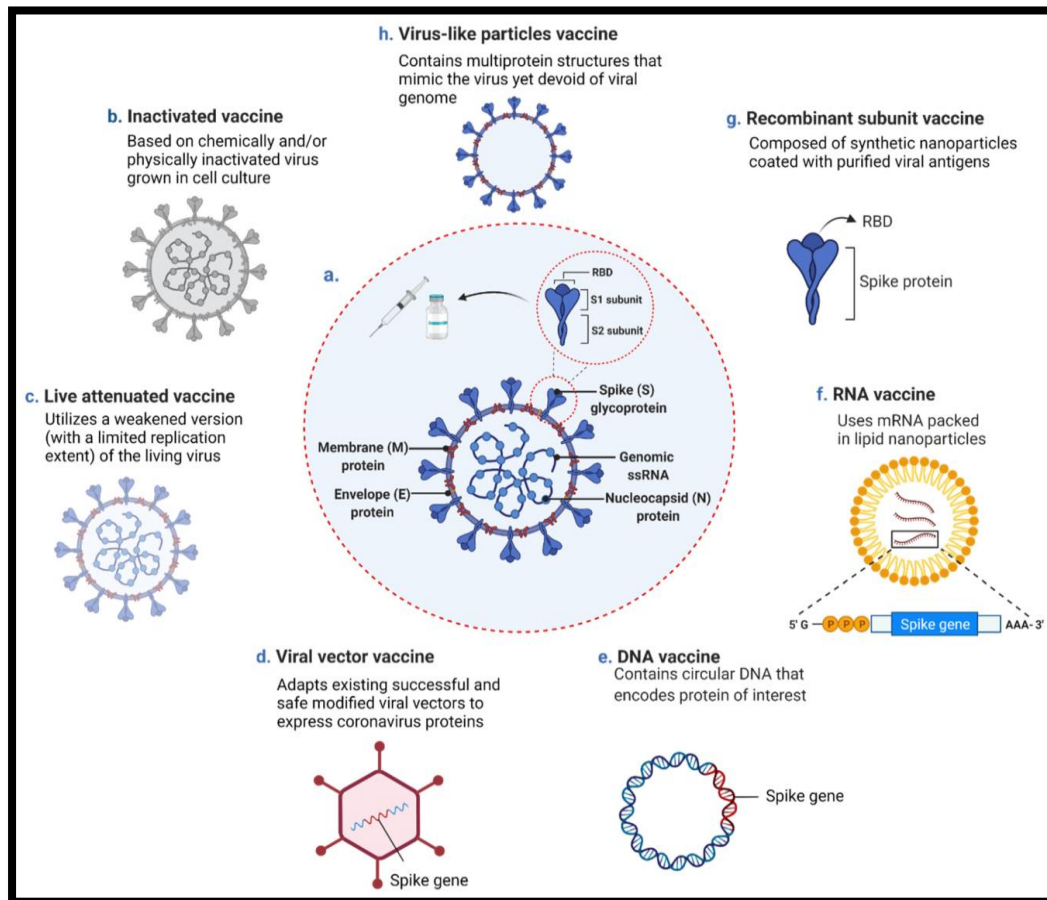 h. Virus-like particles vaccine
Contains multiprotein structures that
mimic the virus yet devoid of viral
genome
b. Inactivated vaccine
Based on chemically and/or
physically inactivated virus
grown in cell culture
g. Recombinant subunit vaccine
Composed of synthetic nanoparticles
coated with purified viral antigens
RBD
Spike protein
a.
RBD
S1 subunit
S2 subunit
Spike (S)
glycoprotein
Membrane (M)
protein
Genomic
ssRNA
Envelope (E)
protein
Nucleocapsid (N)
protein
c. Live attenuated vaccine
Utilizes a weakened version
(with a limited replication
extent) of the living virus
f. RNA vaccine
Uses mRNA packed
in lipid nanoparticles
5' G P P P Spike gene AAA- 3'
d. Viral vector vaccine
Adapts existing successful and
safe modified viral vectors to
express coronavirus proteins
Spike gene
e. DNA vaccine
Contains circular DNA that
encodes protein of interest
Spike gene